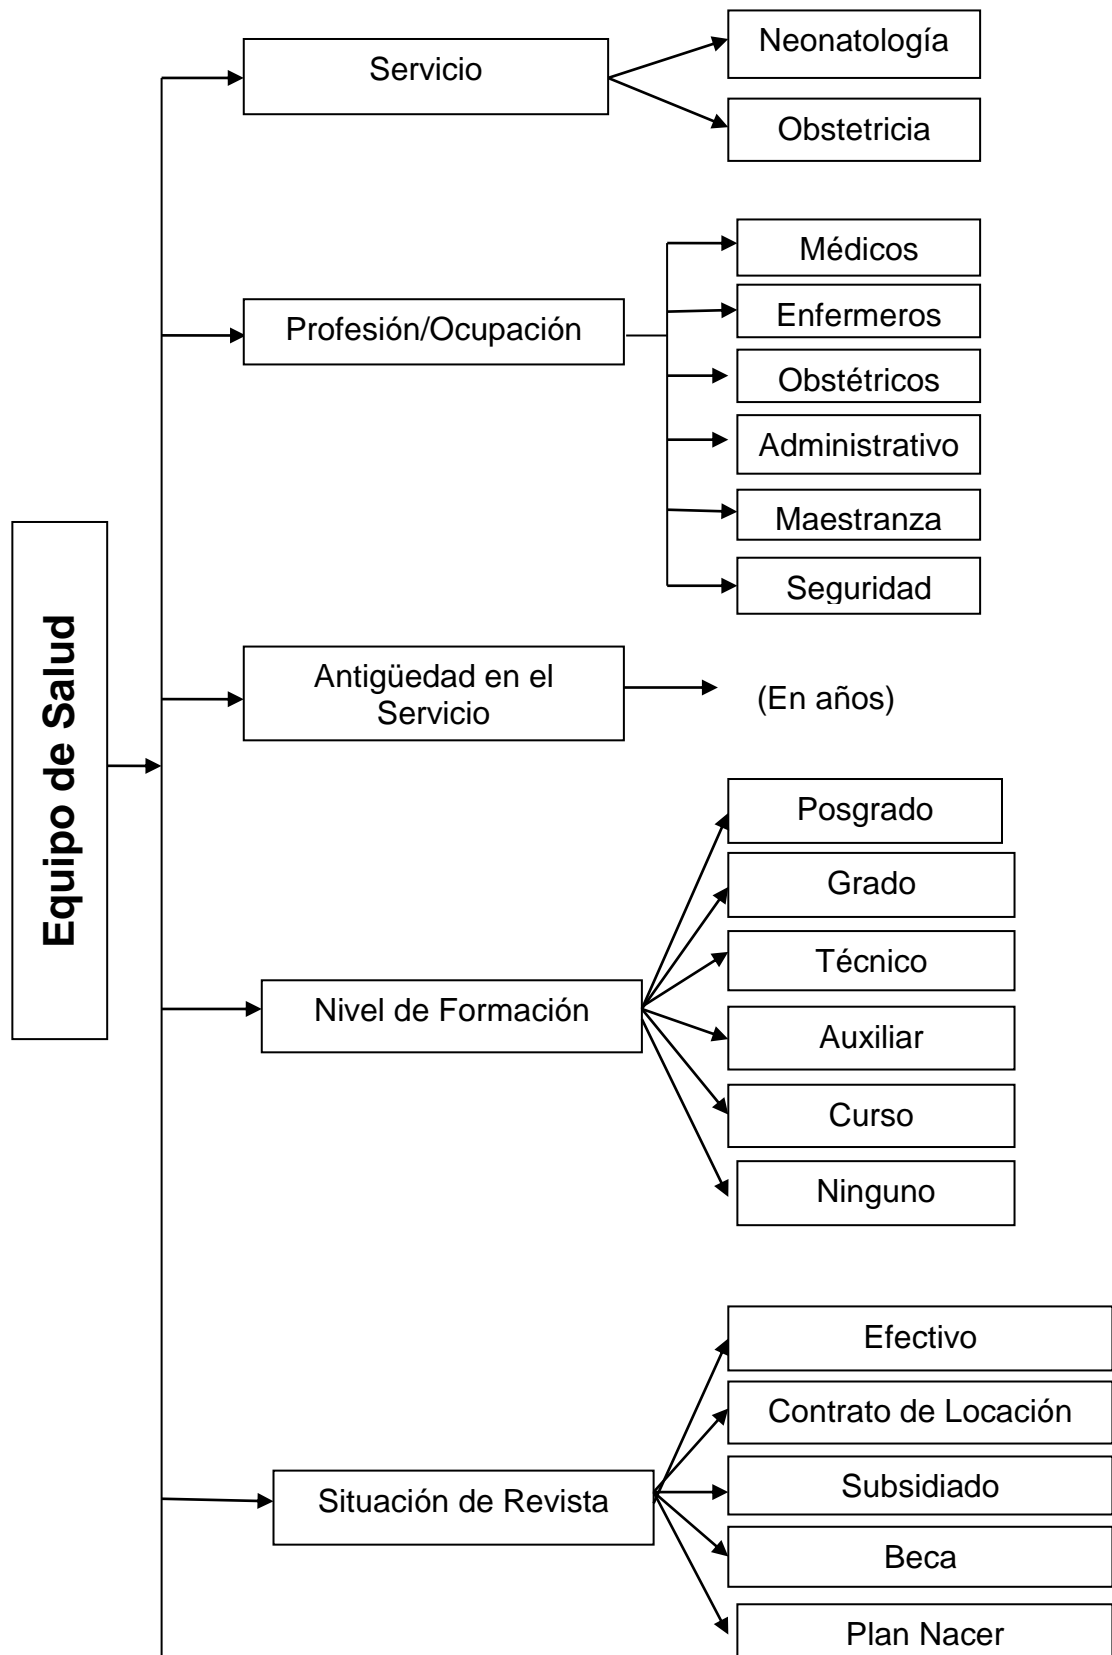 Equipo de Salud
Servicio
Neonatología
Obstetricia
Profesión/Ocupación
Médicos
Enfermeros
Obstétricos
Administrativo
Maestranza
Seguridad
Antigüedad en el
Servicio
(En años)
Nivel de Formación
Posgrado
Grado
Técnico
Auxiliar
Curso
Ninguno
Situación de Revista
Efectivo
Contrato de Locación
Subsidiado
Beca
Plan Nacer